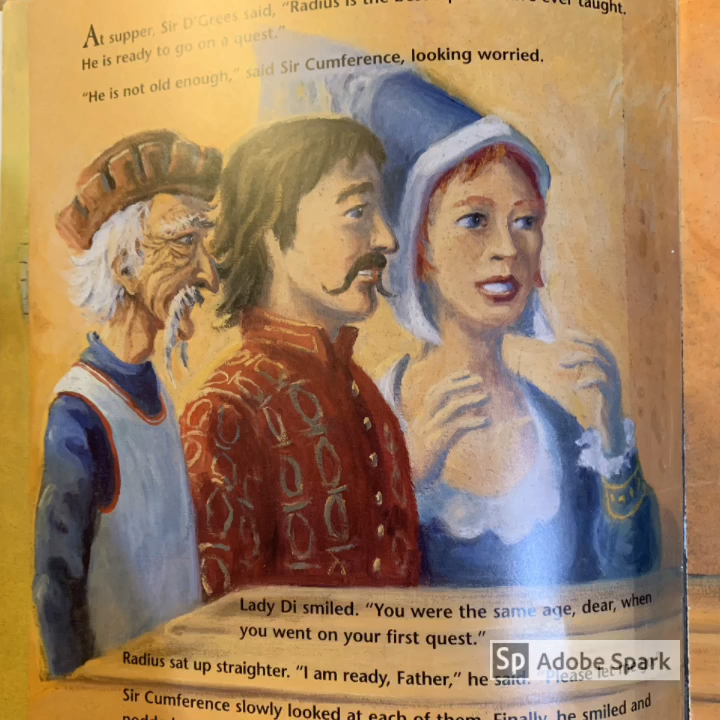 At supper, Sir D'Grees said, "Radius is the ever taught.
He is ready to go on a quest."
"He is not old enough," said Sir Cumference, looking worried.
Lady Di smiled. "You were the same age, dear, when
you went on your first quest."
Radius sat up straighter. "I am ready, Father," he said. "Please let
Sir Cumference slowly looked at each of them. Finally, he smiled and
Sp Adobe Spark